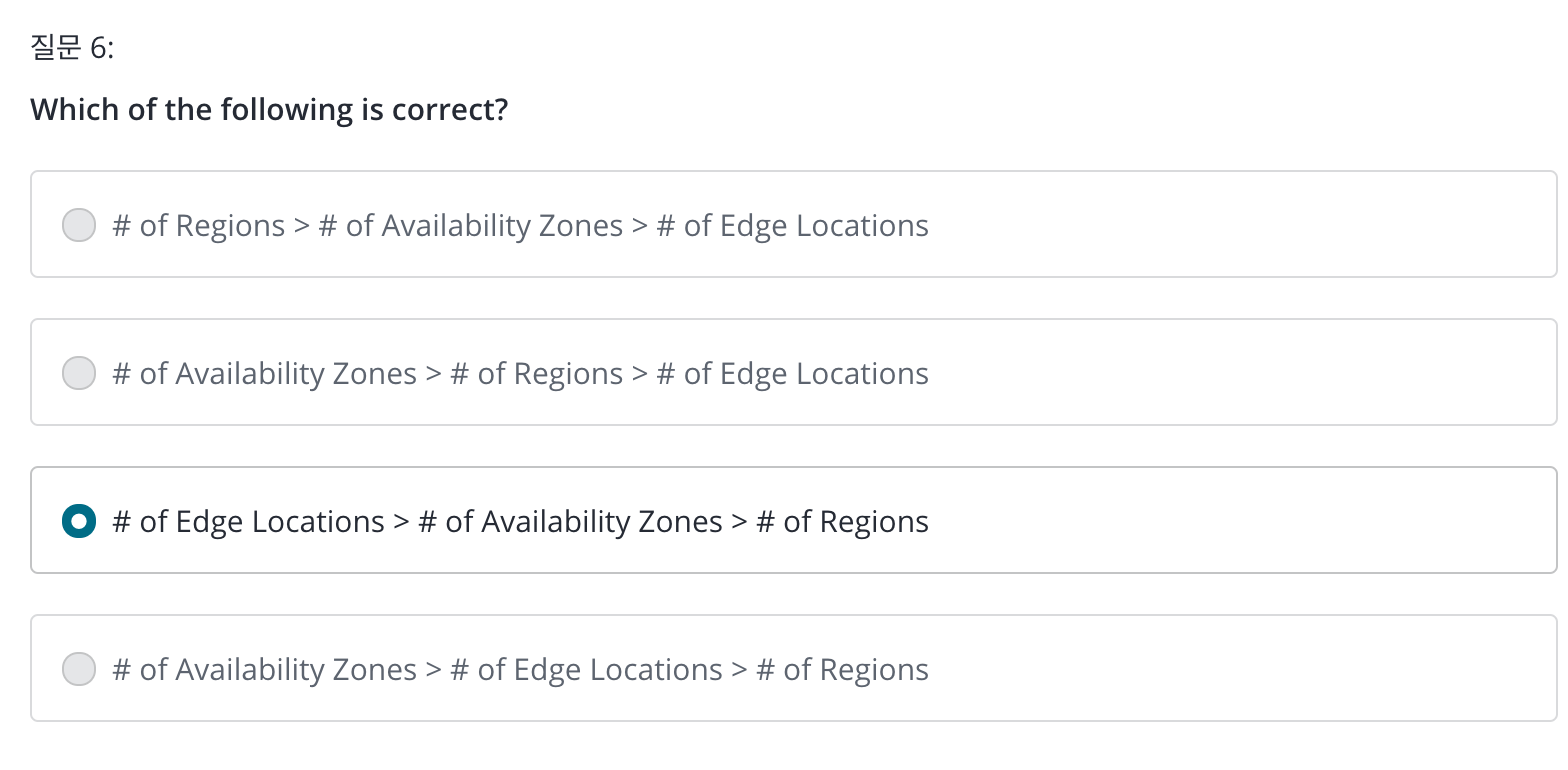 질문 6:
Which of the following is correct?
# of Regions > # of Availability Zones > # of Edge Locations
# of Availability Zones > # of Regions > # of Edge Locations
# of Edge Locations > # of Availability Zones > # of Regions
# of Availability Zones > # of Edge Locations > # of Regions